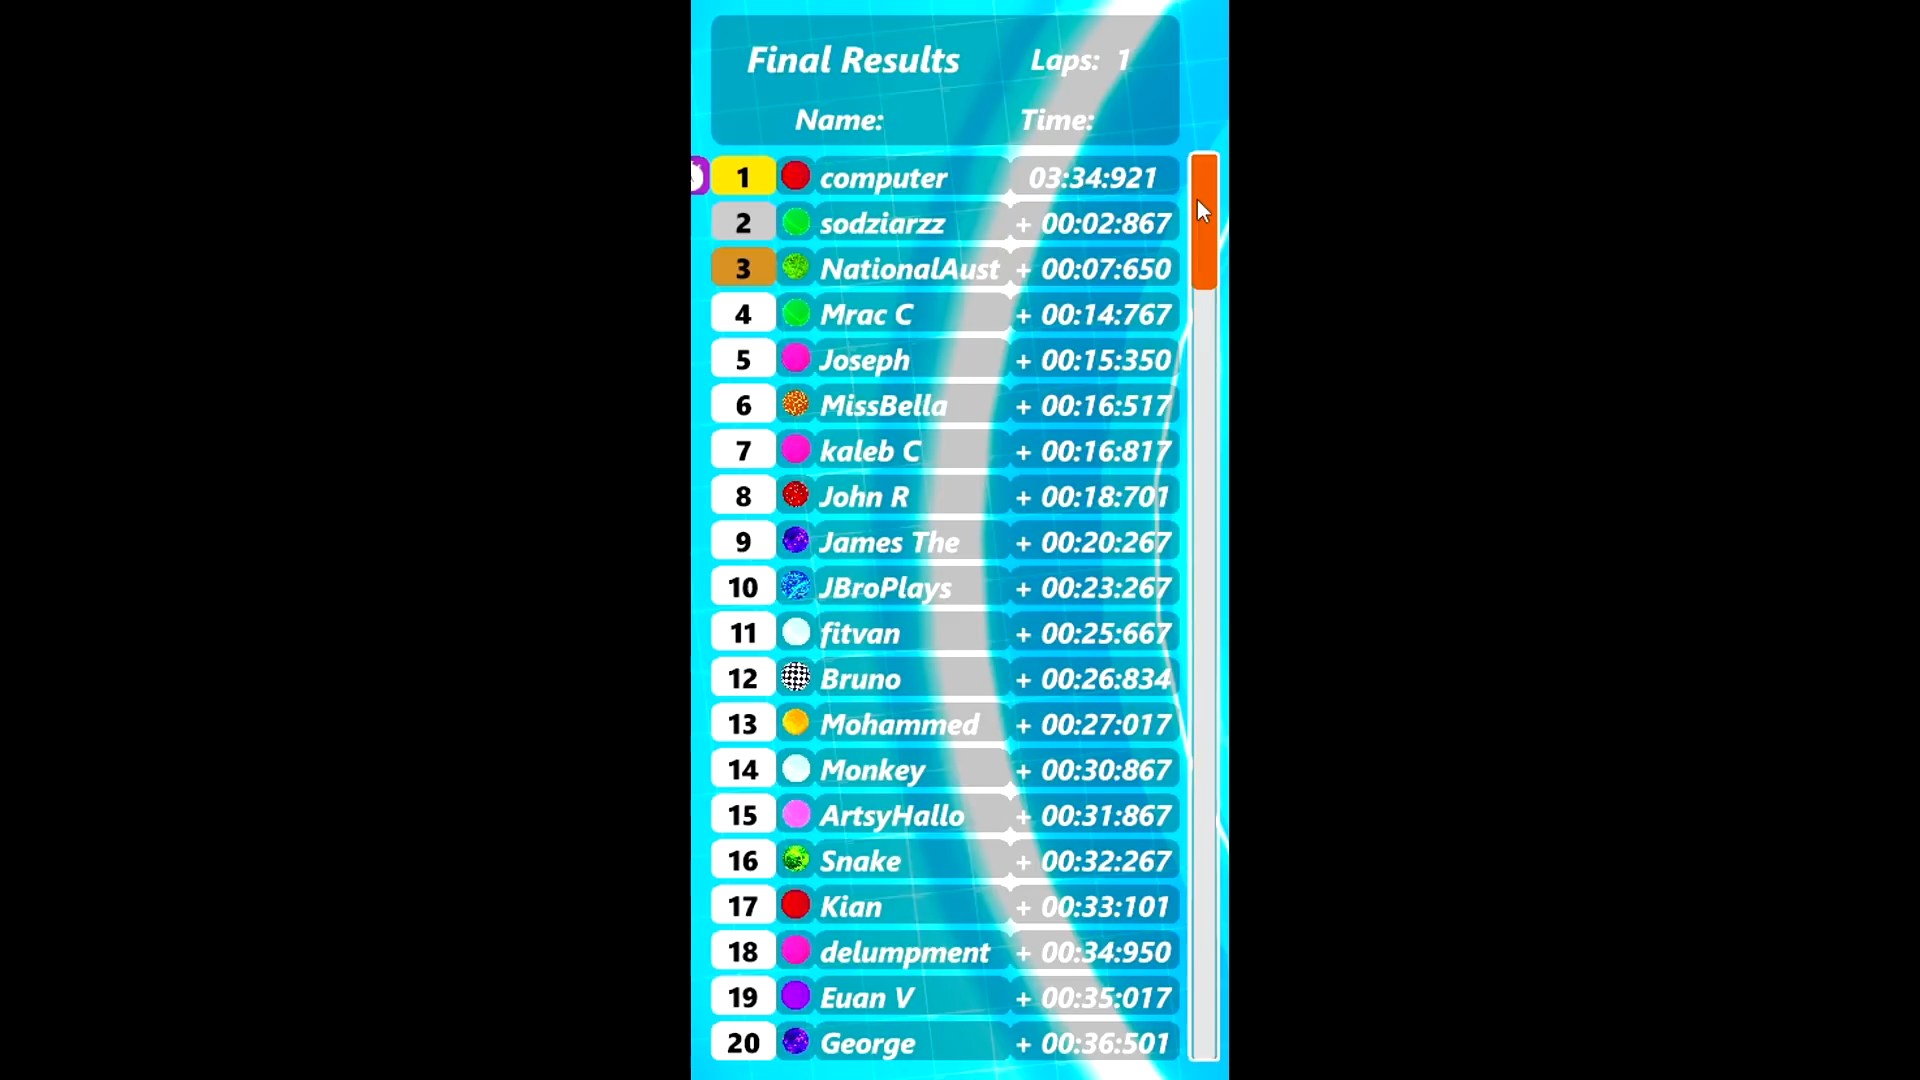 Final Results Laps: 1
Name: Time:
1 computer 03:34:921
2 sodziarzz + 00:02:867
3 NationalAust + 00:07:650
4 Mrac C + 00:14:767
5 Joseph + 00:15:350
6 MissBella + 00:16:517
7 kaleb C + 00:16:817
8 John R + 00:18:701
9 James The + 00:20:267
10 JBroPlays + 00:23:267
11 fitvan + 00:25:667
12 Bruno + 00:26:834
13 Mohammed + 00:27:017
14 Monkey + 00:30:867
15 ArtsyHallo + 00:31:867
16 Snake + 00:32:267
17 Kian + 00:33:101
18 delumpment + 00:34:950
19 Euan V + 00:35:017
20 George + 00:36:501